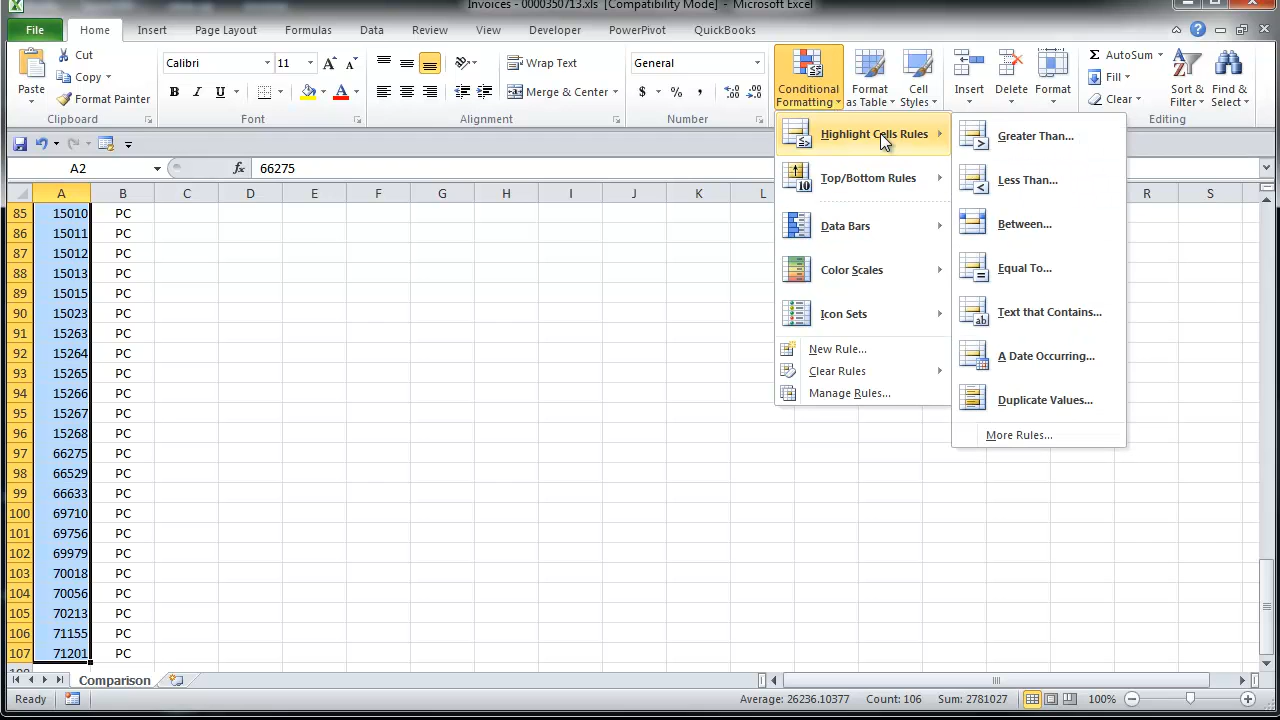 Invoices - 0000350713.xls [Compatibility Mode] - Microsoft Excel
File Home Insert Page Layout Formulas Data Review View Developer PowerPivot QuickBooks
Paste
Cut
Copy
Format Painter
Clipboard
Calibri 11
B I U A
Font
Wrap Text
Merge & Center
Alignment
General
$ % ,
Number
Conditional Formatting
Format as Table
Cell Styles
Insert
Delete
Format
AutoSum
Fill
Clear
Sort & Filter
Find & Select
Editing
A2 fx 66275
A B C D E F G H I J K L R S
85 15010 PC
86 15011 PC
87 15012 PC
88 15013 PC
89 15015 PC
90 15023 PC
91 15263 PC
92 15264 PC
93 15265 PC
94 15266 PC
95 15267 PC
96 15268 PC
97 66275 PC
98 66529 PC
99 66633 PC
100 69710 PC
101 69756 PC
102 69979 PC
103 70018 PC
104 70056 PC
105 70213 PC
106 71155 PC
107 71201 PC
Highlight Cells Rules
Top/Bottom Rules
Data Bars
Color Scales
Icon Sets
New Rule...
Clear Rules
Manage Rules...
Greater Than...
Less Than...
Between...
Equal To...
Text that Contains...
A Date Occurring...
Duplicate Values...
More Rules...
Comparison
Ready Average: 26236.10377 Count: 106 Sum: 2781027 100%